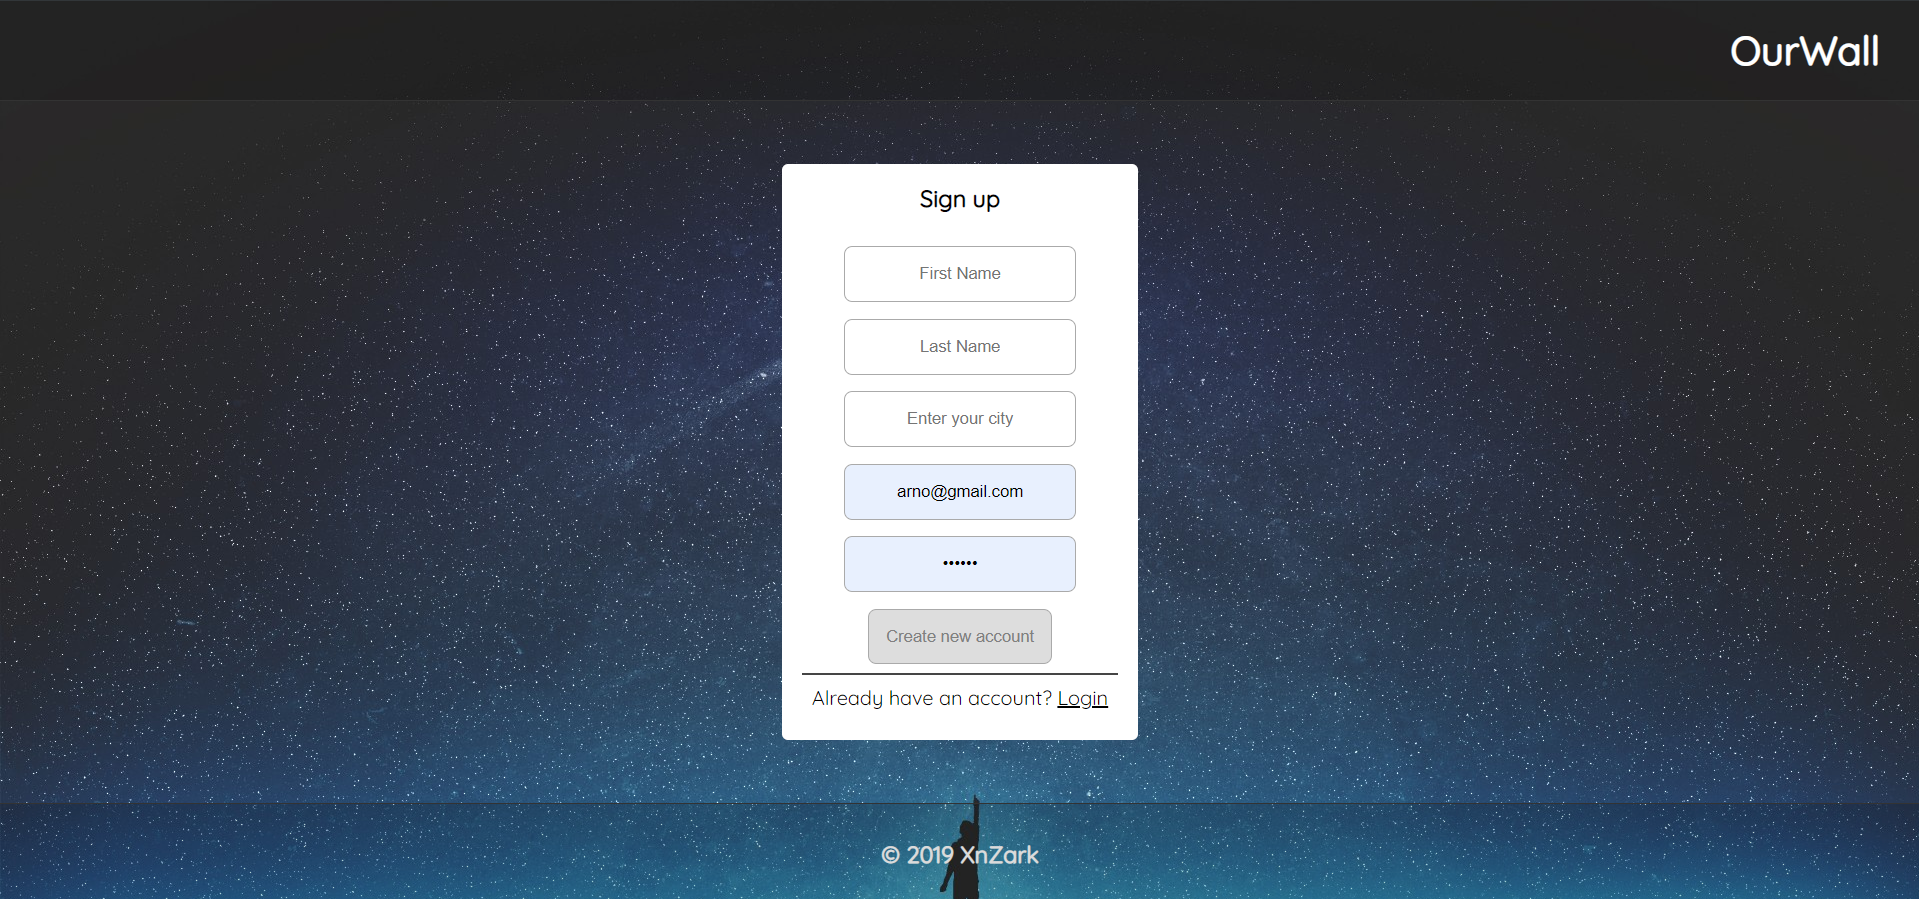 OurWall
Sign up
First Name
Last Name
Enter your city
arno@gmail.com
••••••
Create new account
Already have an account? Login
© 2019 XnZark